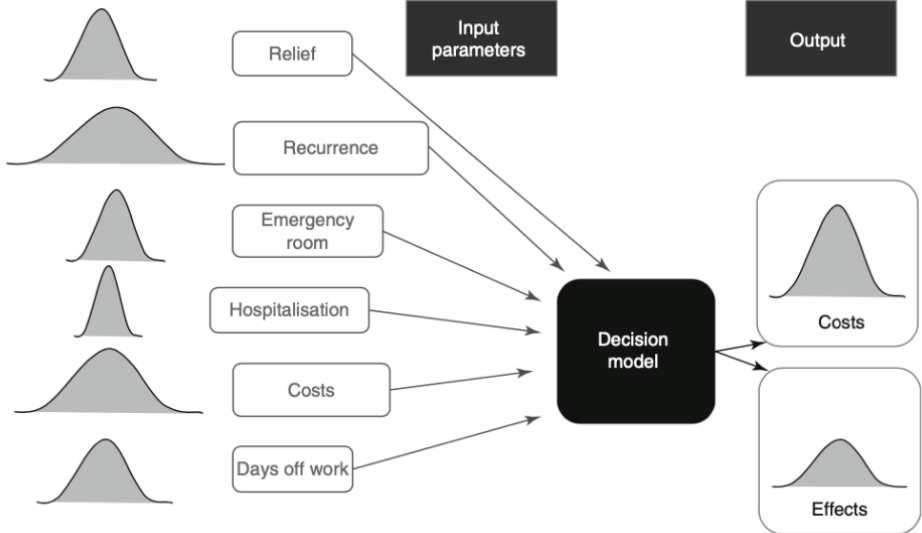 Input
parameters
Output
Relief
Recurrence
Emergency
room
Hospitalisation
Costs
Days off work
Decision
model
Costs
Effects